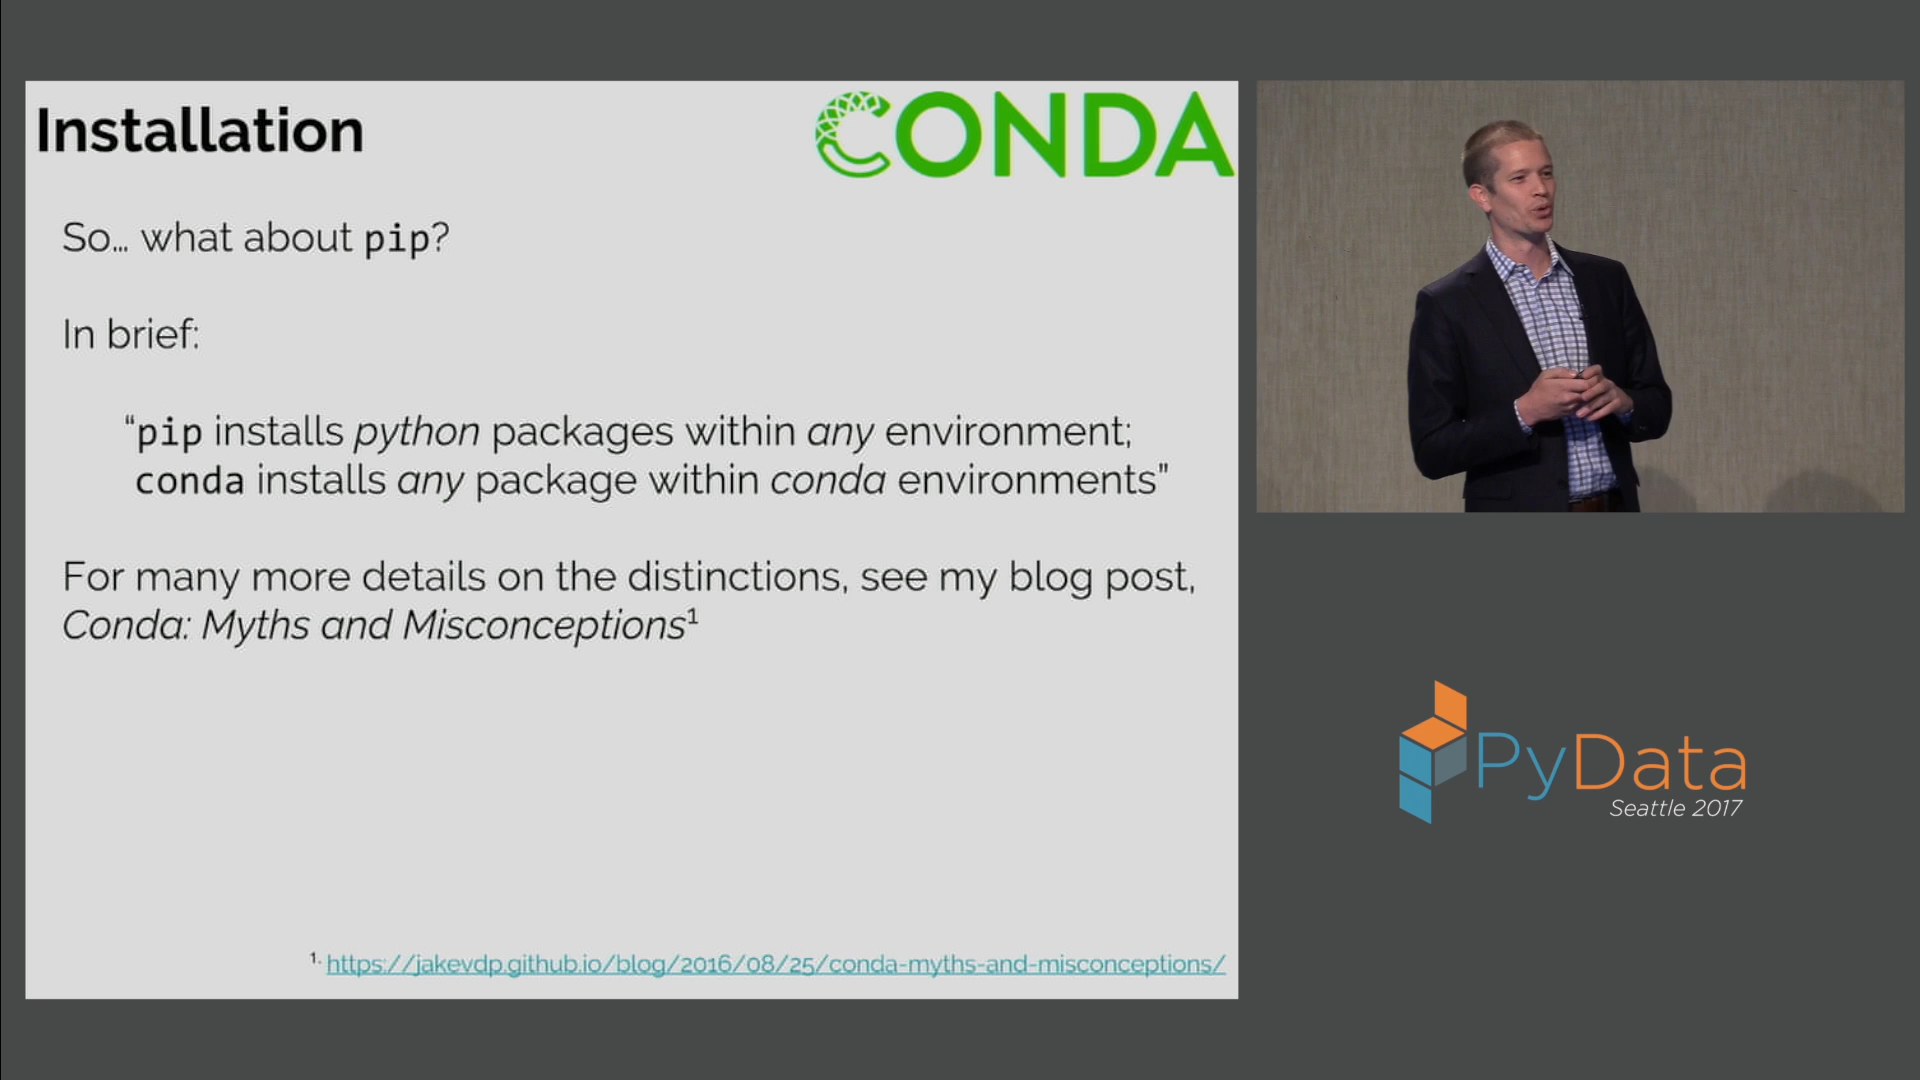 Installation
CONDA
So… what about pip?
In brief:
“pip installs python packages within any environment;
conda installs any package within conda environments”
For many more details on the distinctions, see my blog post,
Conda: Myths and Misconceptions¹
1. https://jakevdp.github.io/blog/2016/08/25/conda-myths-and-misconceptions/
PyData
Seattle 2017